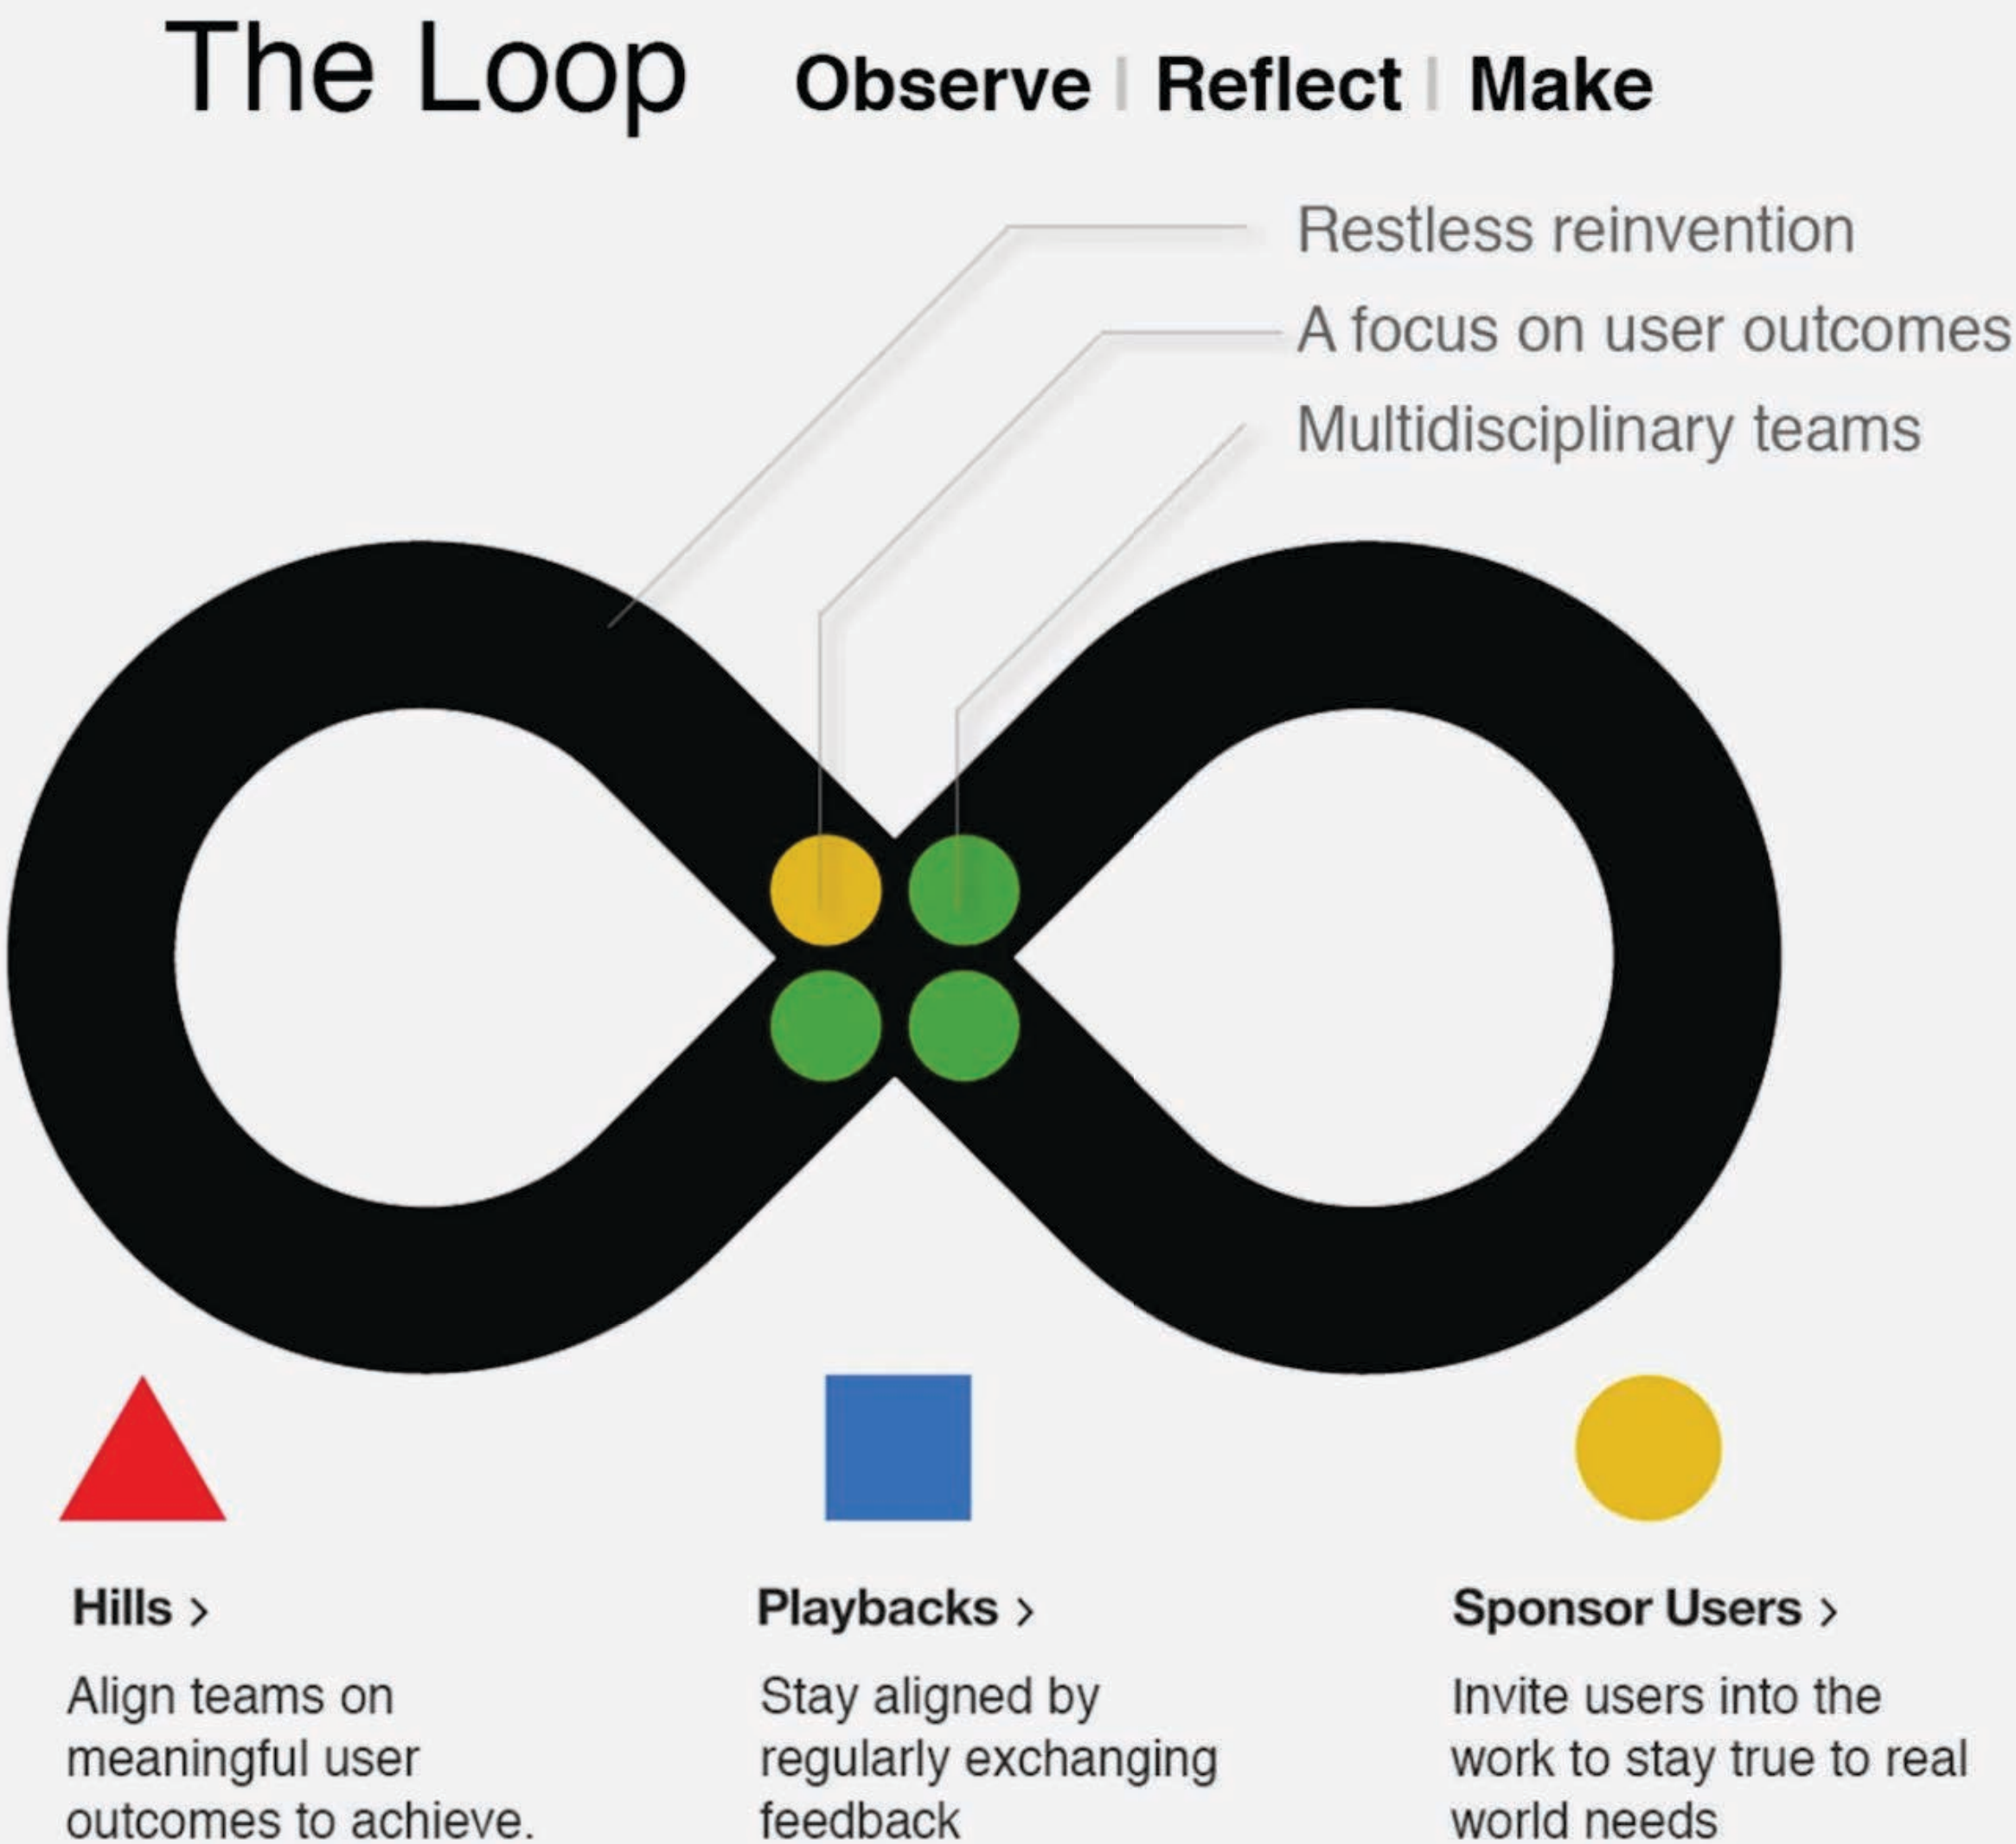 The Loop
Observe | Reflect | Make
Restless reinvention
A focus on user outcomes
Multidisciplinary teams
Hills >
Align teams on
meaningful user
outcomes to achieve.
Playbacks >
Stay aligned by
regularly exchanging
feedback
Sponsor Users >
Invite users into the
work to stay true to real
world needs